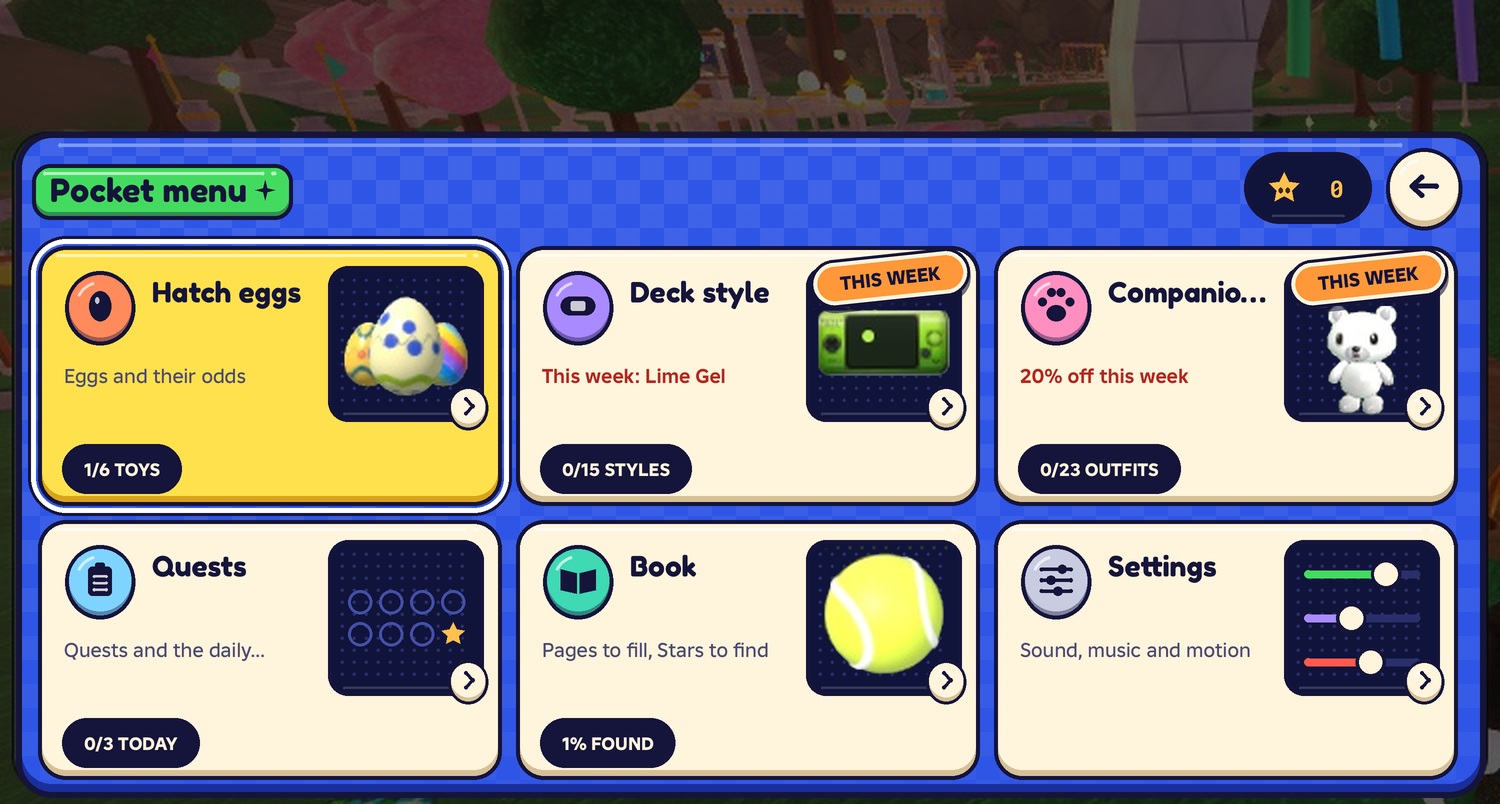 Pocket menu
0
Hatch eggs
Eggs and their odds
1/6 TOYS
Deck style
THIS WEEK
This week: Lime Gel
0/15 STYLES
Companio...
THIS WEEK
20% off this week
0/23 OUTFITS
Quests
Quests and the daily...
0/3 TODAY
Book
Pages to fill, Stars to find
1% FOUND
Settings
Sound, music and motion